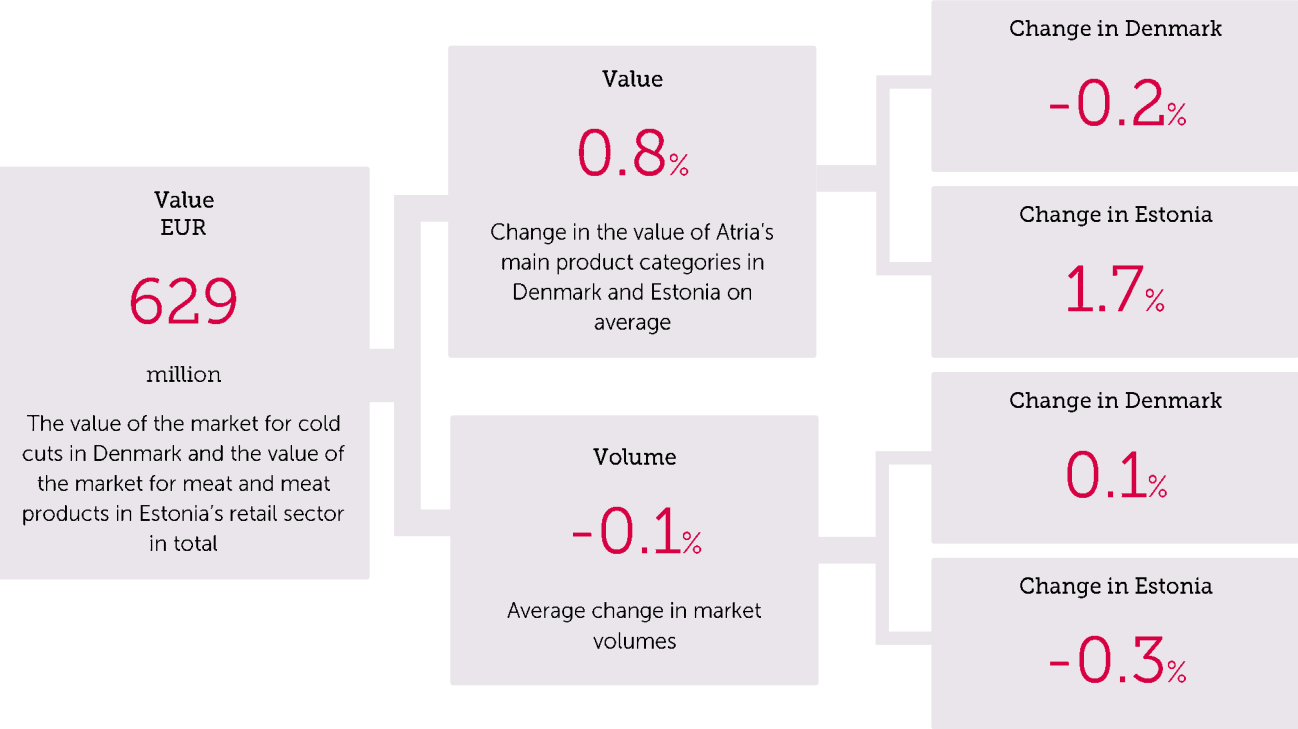 Value
EUR
629
million
The value of the market for cold
cuts in Denmark and the value of
the market for meat and meat
products in Estonia’s retail sector
in total
Value
0.8%
Change in the value of Atria’s
main product categories in
Denmark and Estonia on
average
Change in Denmark
-0.2%
Change in Estonia
1.7%
Volume
-0.1%
Average change in market
volumes
Change in Denmark
0.1%
Change in Estonia
-0.3%